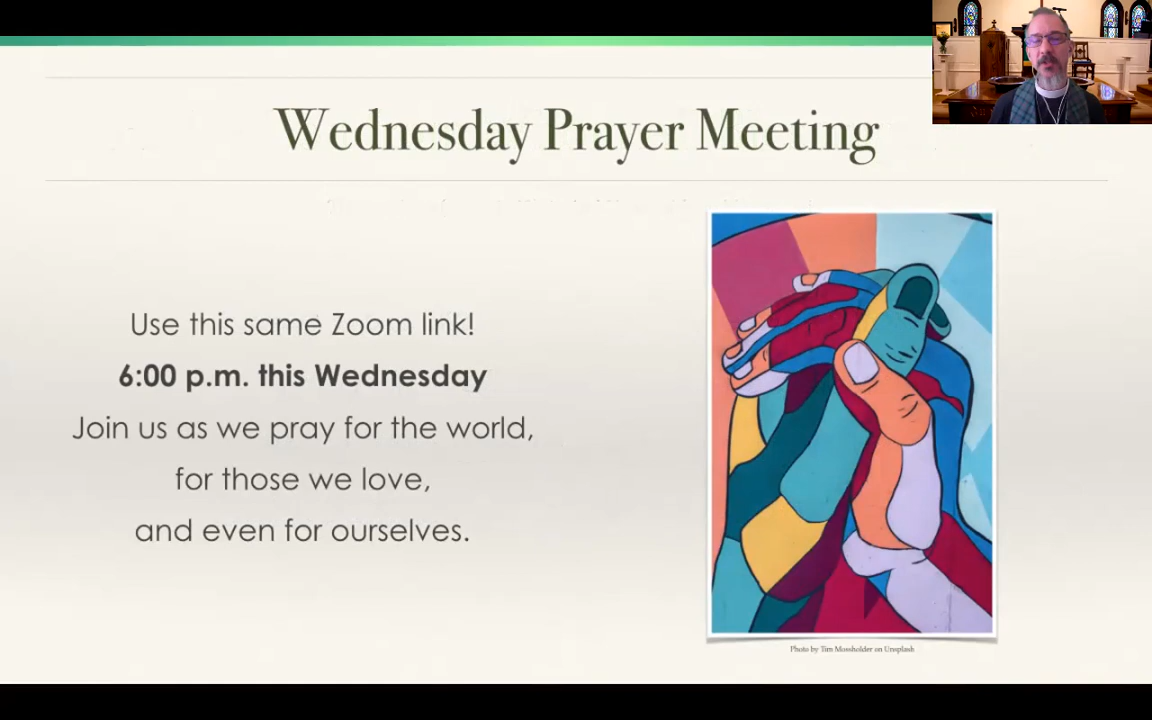 Wednesday Prayer Meeting
Use this same Zoom link!
6:00 p.m. this Wednesday
Join us as we pray for the world,
for those we love,
and even for ourselves.
Photo by Tim Mossholder on Unsplash